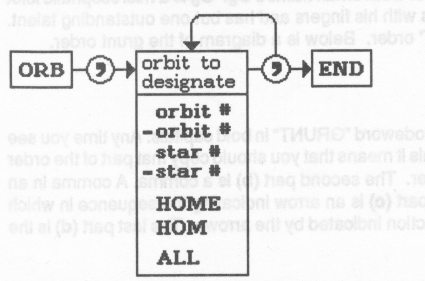 ORB , orbit to designate , END
orbit #
-orbit #
star #
-star #
HOME
HOM
ALL